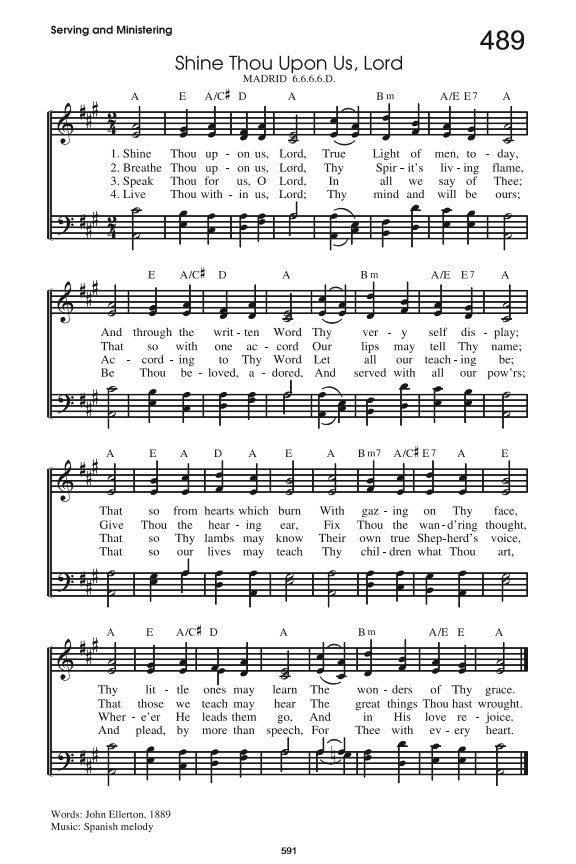 Serving and Ministering
489
Shine Thou Upon Us, Lord
MADRID 6.6.6.6.D.
A E A/C♯ D A Bm A/E E7 A
1. Shine Thou up - on us, Lord, True Light of men, to - day,
2. Breathe Thou up - on us, Lord, Thy Spir - it's liv - ing flame,
3. Speak Thou for us, O Lord, In all we say of Thee;
4. Live Thou with - in us, Lord; Thy mind and will be ours;
E A/C♯ D A Bm A/E E7 A
And through the writ - ten Word Thy ver - y self dis - play;
That so with one ac - cord Our lips may tell Thy name;
Ac - cord - ing to Thy Word Let all our teach - ing be;
Be Thou be - loved, a - dored, And served with all our pow'rs;
A E A D A E A Bm7 A/C♯ E7 A E
That so from hearts which burn With gaz - ing on Thy face,
Give Thou the hear - ing ear, Fix Thou the wan - d'ring thought,
That so Thy lambs may know Their own true Shep - herd's voice,
That so our lives may teach Thy chil - dren what Thou art,
A E A/C♯ D A Bm A/E E A
Thy lit - tle ones may learn The won - ders of Thy grace.
That those we teach may hear The great things Thou hast wrought.
Wher - e'er He leads them go, And in His love re - joice.
And plead, by more than speech, For Thee with ev - ery heart.
Words: John Ellerton, 1889
Music: Spanish melody
591